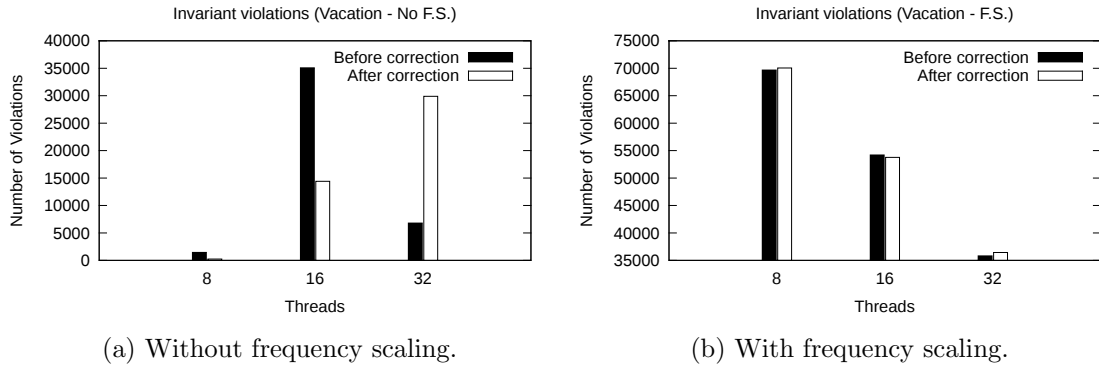 Invariant violations (Vacation - No F.S.)
40000
35000
30000
25000
20000
15000
10000
5000
0
Number of Violations
Before correction
After correction
8 16 32
Threads
(a) Without frequency scaling.
Invariant violations (Vacation - F.S.)
75000
70000
65000
60000
55000
50000
45000
40000
35000
Number of Violations
Before correction
After correction
8 16 32
Threads
(b) With frequency scaling.